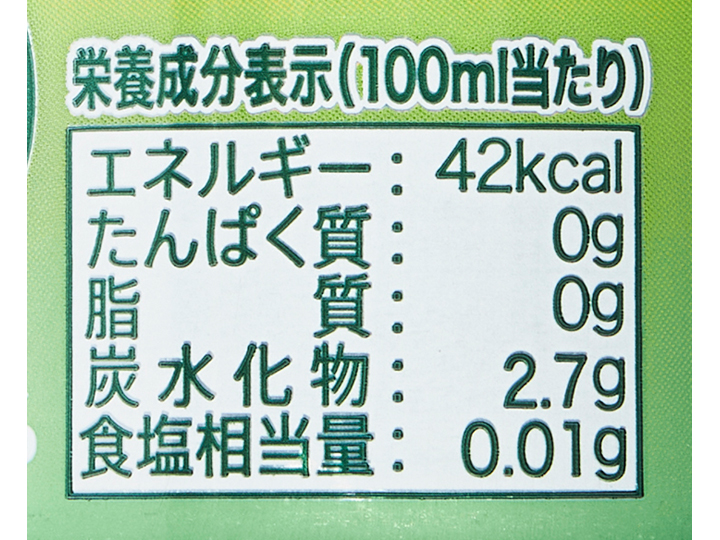 栄養成分表示(100ml当たり)
エネルギー：42kcal
たんぱく質：0g
脂質：0g
炭水化物：2.7g
食塩相当量：0.01g